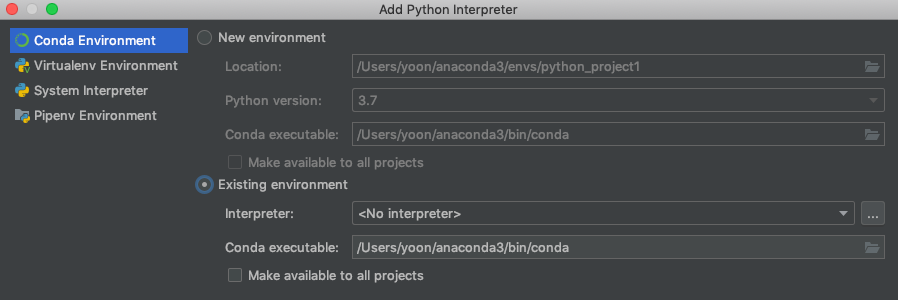 Add Python Interpreter
Conda Environment
Virtualenv Environment
System Interpreter
Pipenv Environment
New environment
Location: /Users/yoon/anaconda3/envs/python_project1
Python version: 3.7
Conda executable: /Users/yoon/anaconda3/bin/conda
Make available to all projects
Existing environment
Interpreter: <No interpreter> ...
Conda executable: /Users/yoon/anaconda3/bin/conda
Make available to all projects